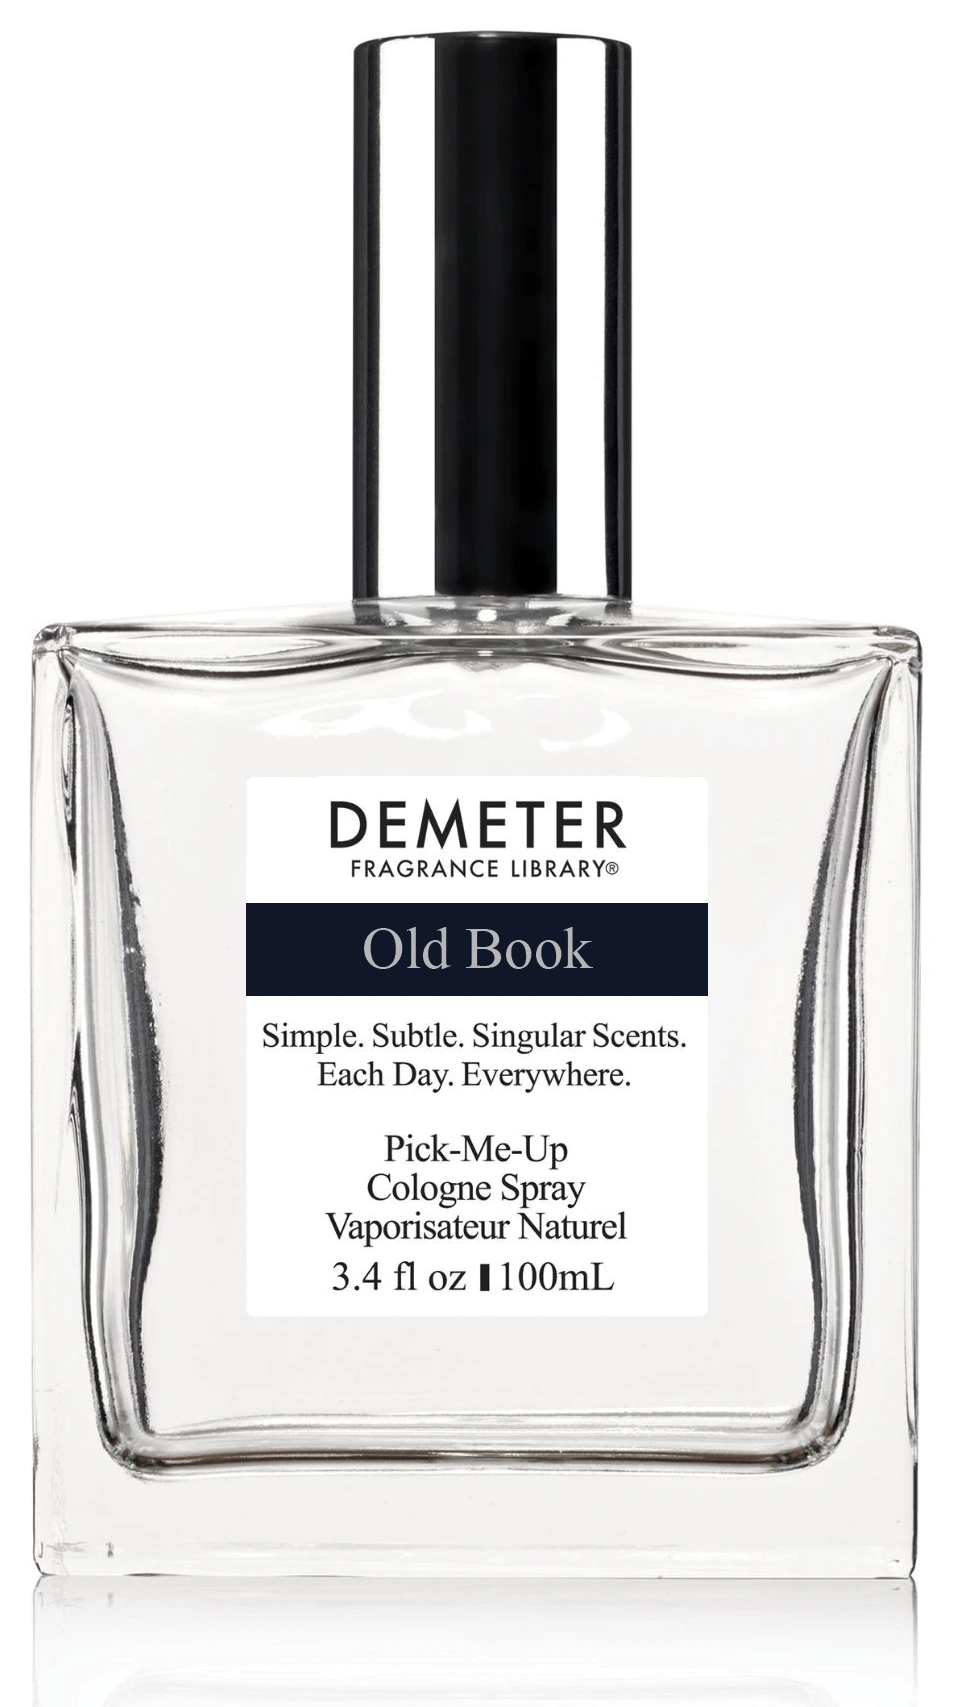 DEMETER
FRAGRANCE LIBRARY®
Old Book
Simple. Subtle. Singular Scents.
Each Day. Everywhere.
Pick-Me-Up
Cologne Spray
Vaporisateur Naturel
3.4 fl oz ▌100mL